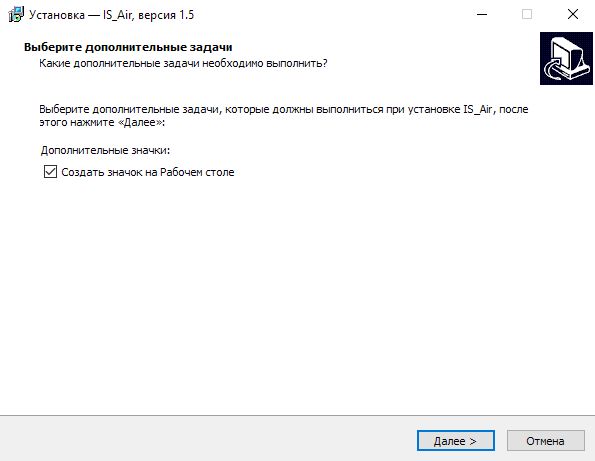 Установка — IS_Air, версия 1.5
Выберите дополнительные задачи
Какие дополнительные задачи необходимо выполнить?
Выберите дополнительные задачи, которые должны выполниться при установке IS_Air, после
этого нажмите «Далее»:
Дополнительные значки:
Создать значок на Рабочем столе
Далее >
Отмена